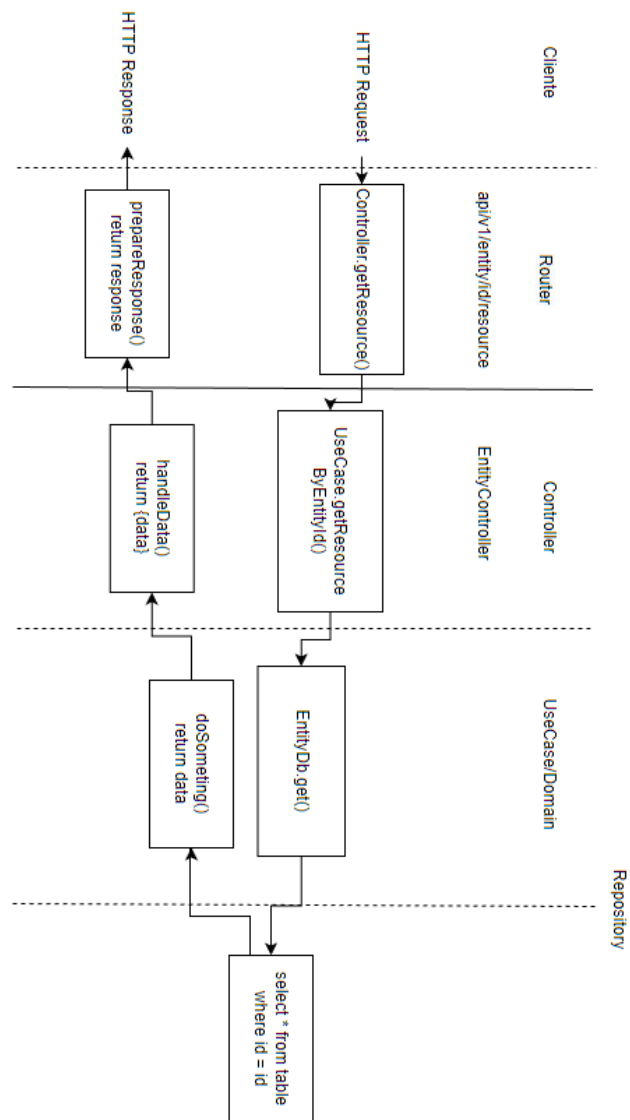 Cliente
Router
Controller
UseCase/Domain
Repository
api/v1/entity/id/resource
EntityController
HTTP Request
Controller.getResource()
UseCase.getResource
ByEntityId()
EntityDb.get()
select * from table
where id = id
doSometing()
return data
handleData()
return {data}
prepareResponse()
return response
HTTP Response